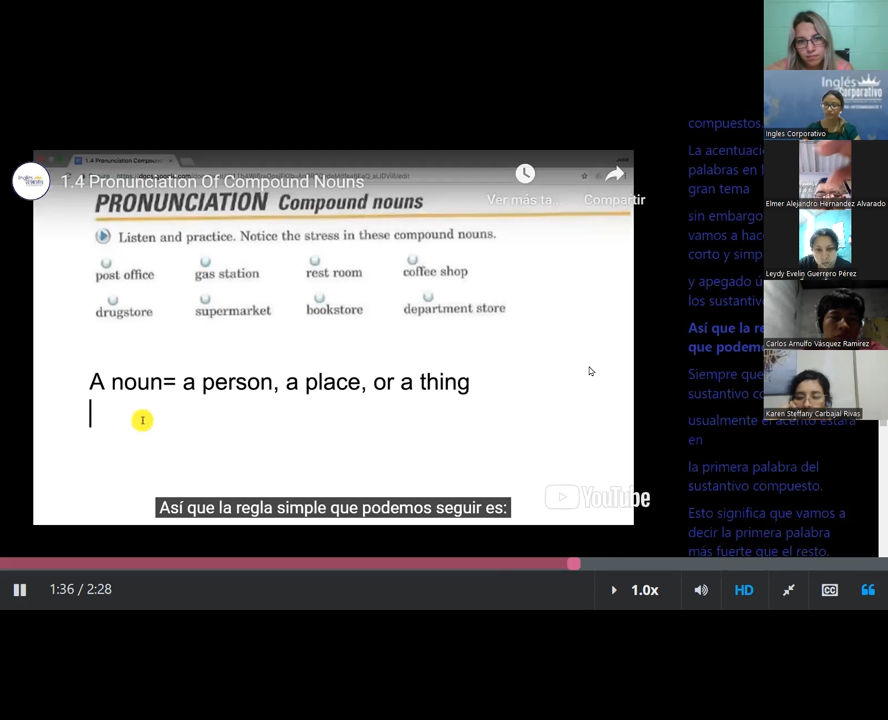 1.4 Pronunciation Of Compound Nouns
Ver más ta...
Compartir
PRONUNCIATION Compound nouns
Listen and practice. Notice the stress in these compound nouns.
post office gas station rest room coffee shop
drugstore supermarket bookstore department store
A noun= a person, a place, or a thing
Así que la regla simple que podemos seguir es:
YouTube
1:36 / 2:28
1.0x
HD
CC
compuestos.
La acentuació
palabras en
gran tema
sin embargo
vamos a hac
corto y simp
y apegado
los sustantiv
Así que la re
que podem
Siempre que
sustantivo co
usualmente el acento estará
en
la primera palabra del
sustantivo compuesto.
Esto significa que vamos a
decir la primera palabra
más fuerte que el resto.
Inglés
Corporativo
Ingles Corporativo
Elmer Alejandro Hernandez Alvarado
Leydy Evelin Guerrero Pérez
Carlos Arnulfo Vásquez Ramirez
Karen Steffany Carbajal Rivas